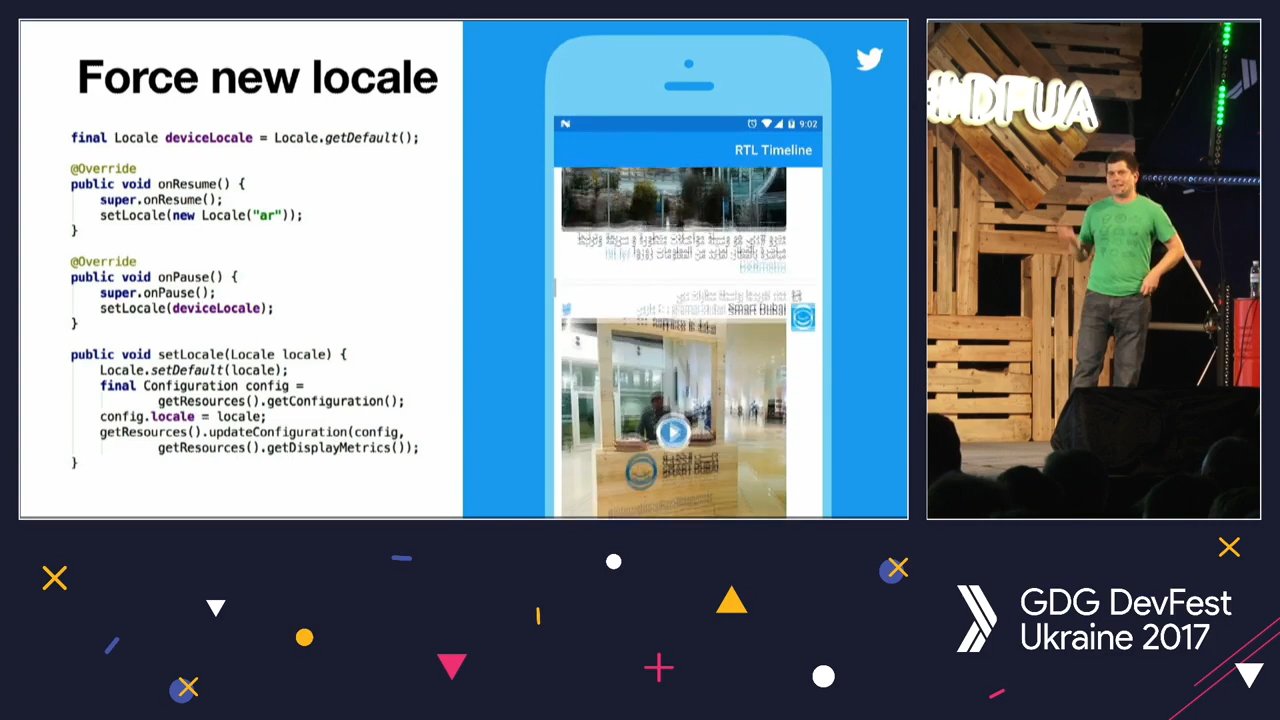 Force new locale
final Locale deviceLocale = Locale.getDefault();
@Override
public void onResume() {
super.onResume();
setLocale(new Locale("ar"));
}
@Override
public void onPause() {
super.onPause();
setLocale(deviceLocale);
}
public void setLocale(Locale locale) {
Locale.setDefault(locale);
final Configuration config =
getResources().getConfiguration();
config.locale = locale;
getResources().updateConfiguration(config,
getResources().getDisplayMetrics());
}
9:02
RTL Timeline
Smart Dubai
#DFUA
GDG DevFest
Ukraine 2017